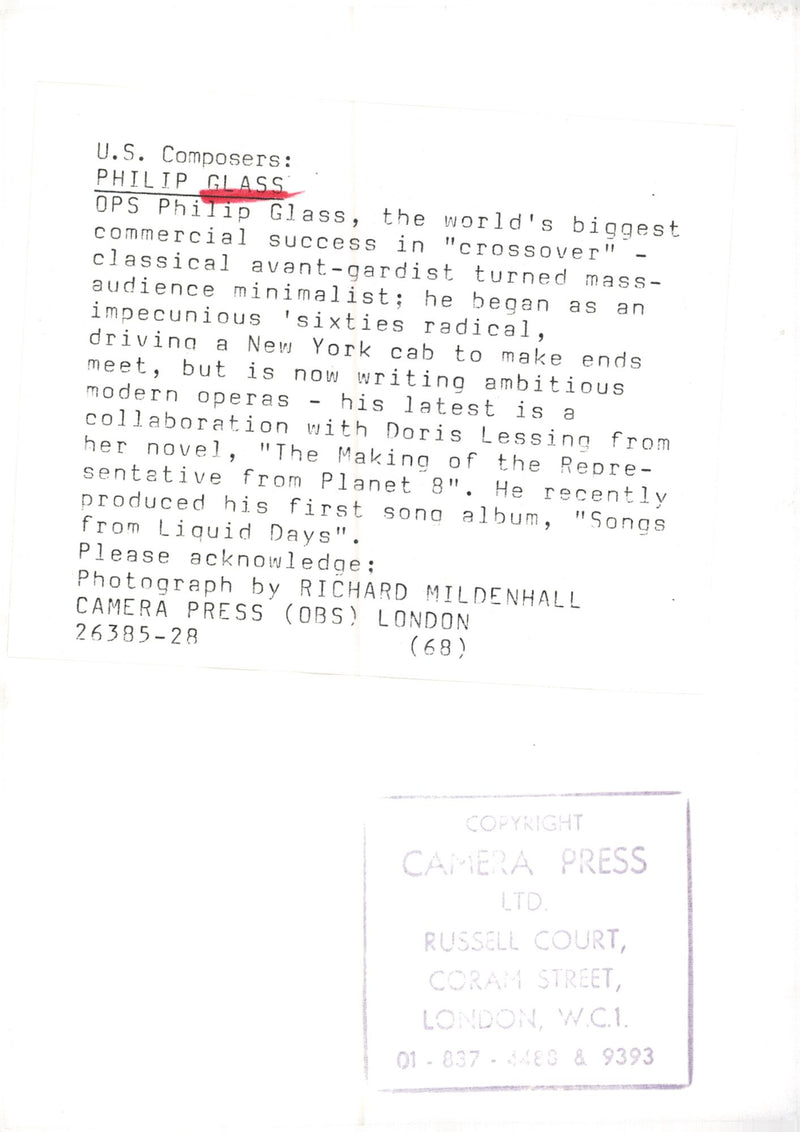 U.S. Composers:
PHILIP GLASS
OPS Philip Glass, the world's biggest
commercial success in "crossover" -
classical avant-gardist turned mass-
audience minimalist; he began as an
impecunious 'sixties radical,
driving a New York cab to make ends
meet, but is now writing ambitious
modern operas - his latest is a
collaboration with Doris Lessing from
her novel, "The Making of the Repre-
sentative from Planet 8". He recently
produced his first song album, "Songs
from Liquid Days".
Please acknowledge;
Photograph by RICHARD MILDENHALL
CAMERA PRESS (OBS) LONDON
26385-28 (68)
COPYRIGHT
CAMERA PRESS
LTD.
RUSSELL COURT,
CORAM STREET,
LONDON, W.C.1.
01 - 837 - 4488 & 9393